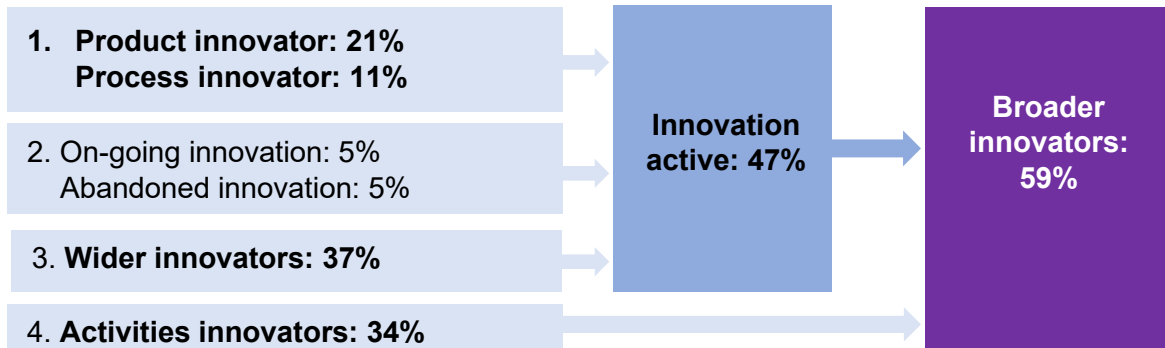 1. Product innovator: 21%
Process innovator: 11%
2. On-going innovation: 5%
Abandoned innovation: 5%
3. Wider innovators: 37%
4. Activities innovators: 34%
Innovation
active: 47%
Broader
innovators:
59%